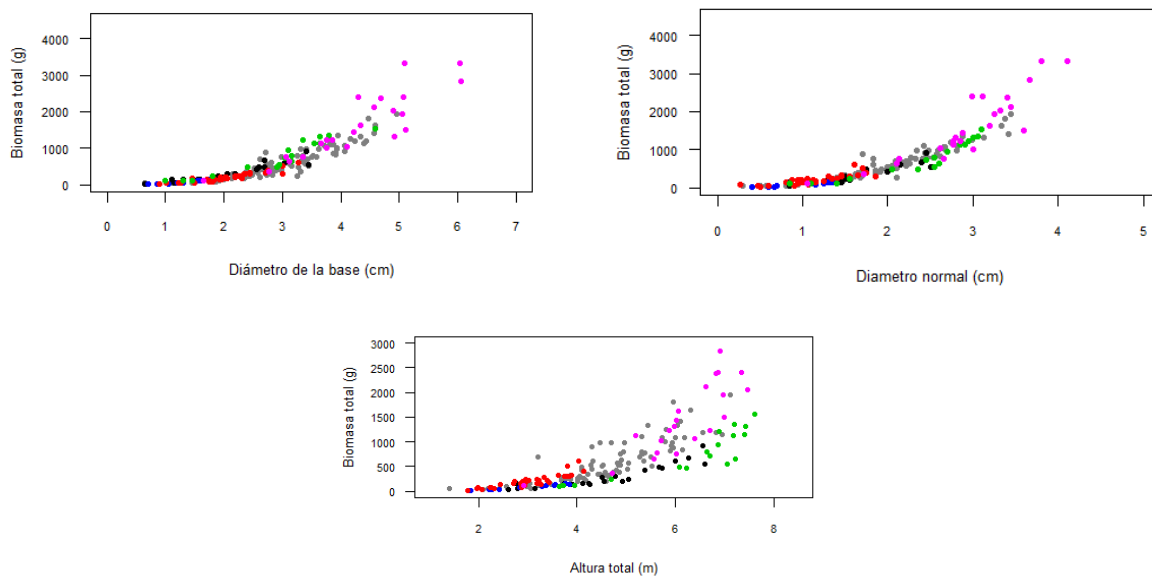 Biomasa total (g)
4000
3000
2000
1000
0
0 1 2 3 4 5 6 7
Diámetro de la base (cm)
Biomasa total (g)
4000
3000
2000
1000
0
0 1 2 3 4 5
Diametro normal (cm)
Biomasa total (g)
3000
2500
2000
1500
1000
500
0
2 4 6 8
Altura total (m)